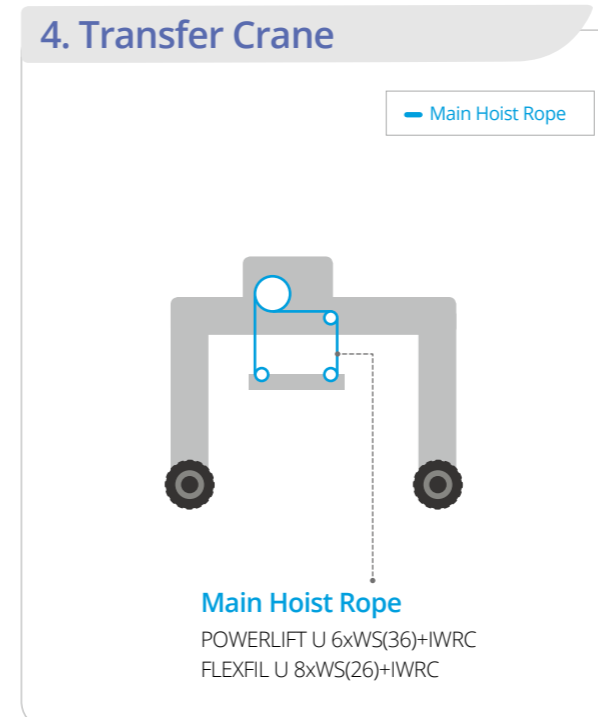 4. Transfer Crane
Main Hoist Rope
Main Hoist Rope
POWERLIFT U 6xWS(36)+IWRC
FLEXFIL U 8xWS(26)+IWRC